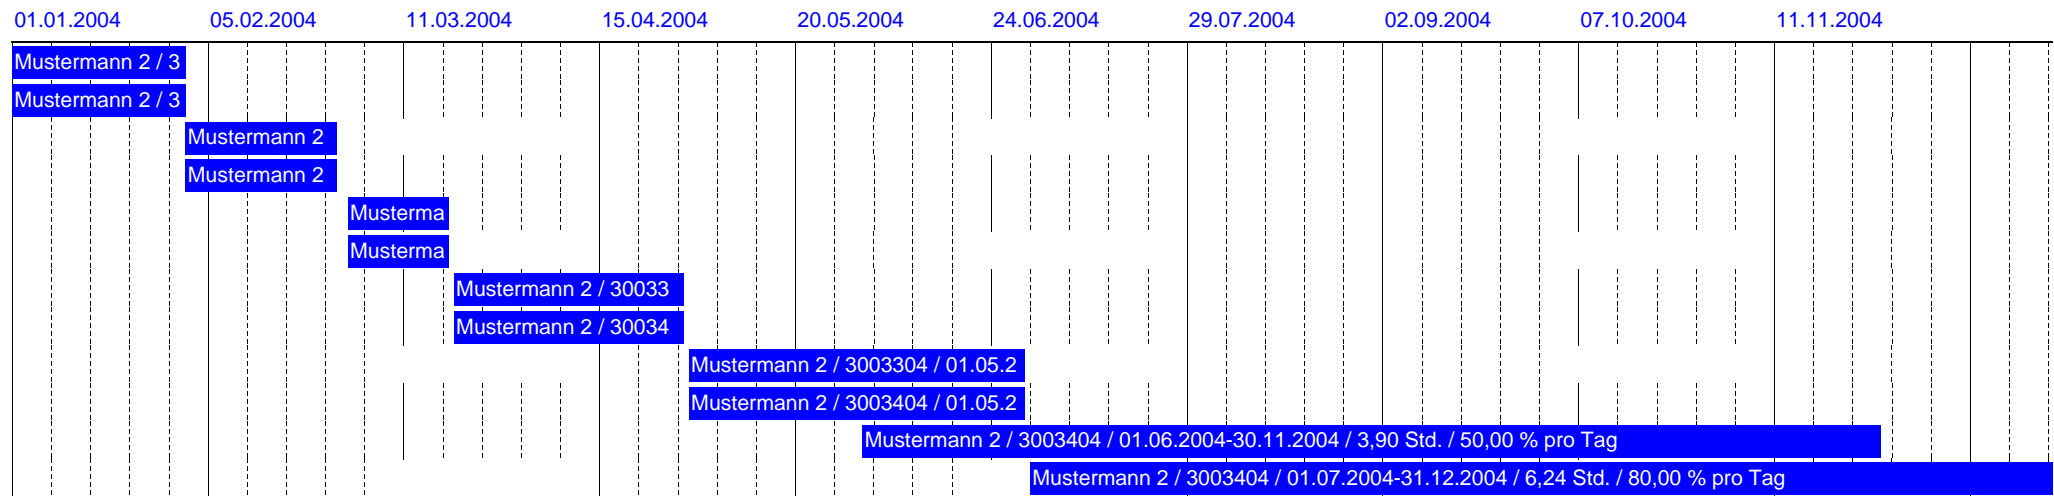 01.01.2004 05.02.2004 11.03.2004 15.04.2004 20.05.2004 24.06.2004 29.07.2004 02.09.2004 07.10.2004 11.11.2004
Mustermann 2 / 3
Mustermann 2 / 3
Mustermann 2
Mustermann 2
Musterma
Musterma
Mustermann 2 / 30033
Mustermann 2 / 30034
Mustermann 2 / 3003304 / 01.05.2
Mustermann 2 / 3003404 / 01.05.2
Mustermann 2 / 3003404 / 01.06.2004-30.11.2004 / 3,90 Std. / 50,00 % pro Tag
Mustermann 2 / 3003404 / 01.07.2004-31.12.2004 / 6,24 Std. / 80,00 % pro Tag